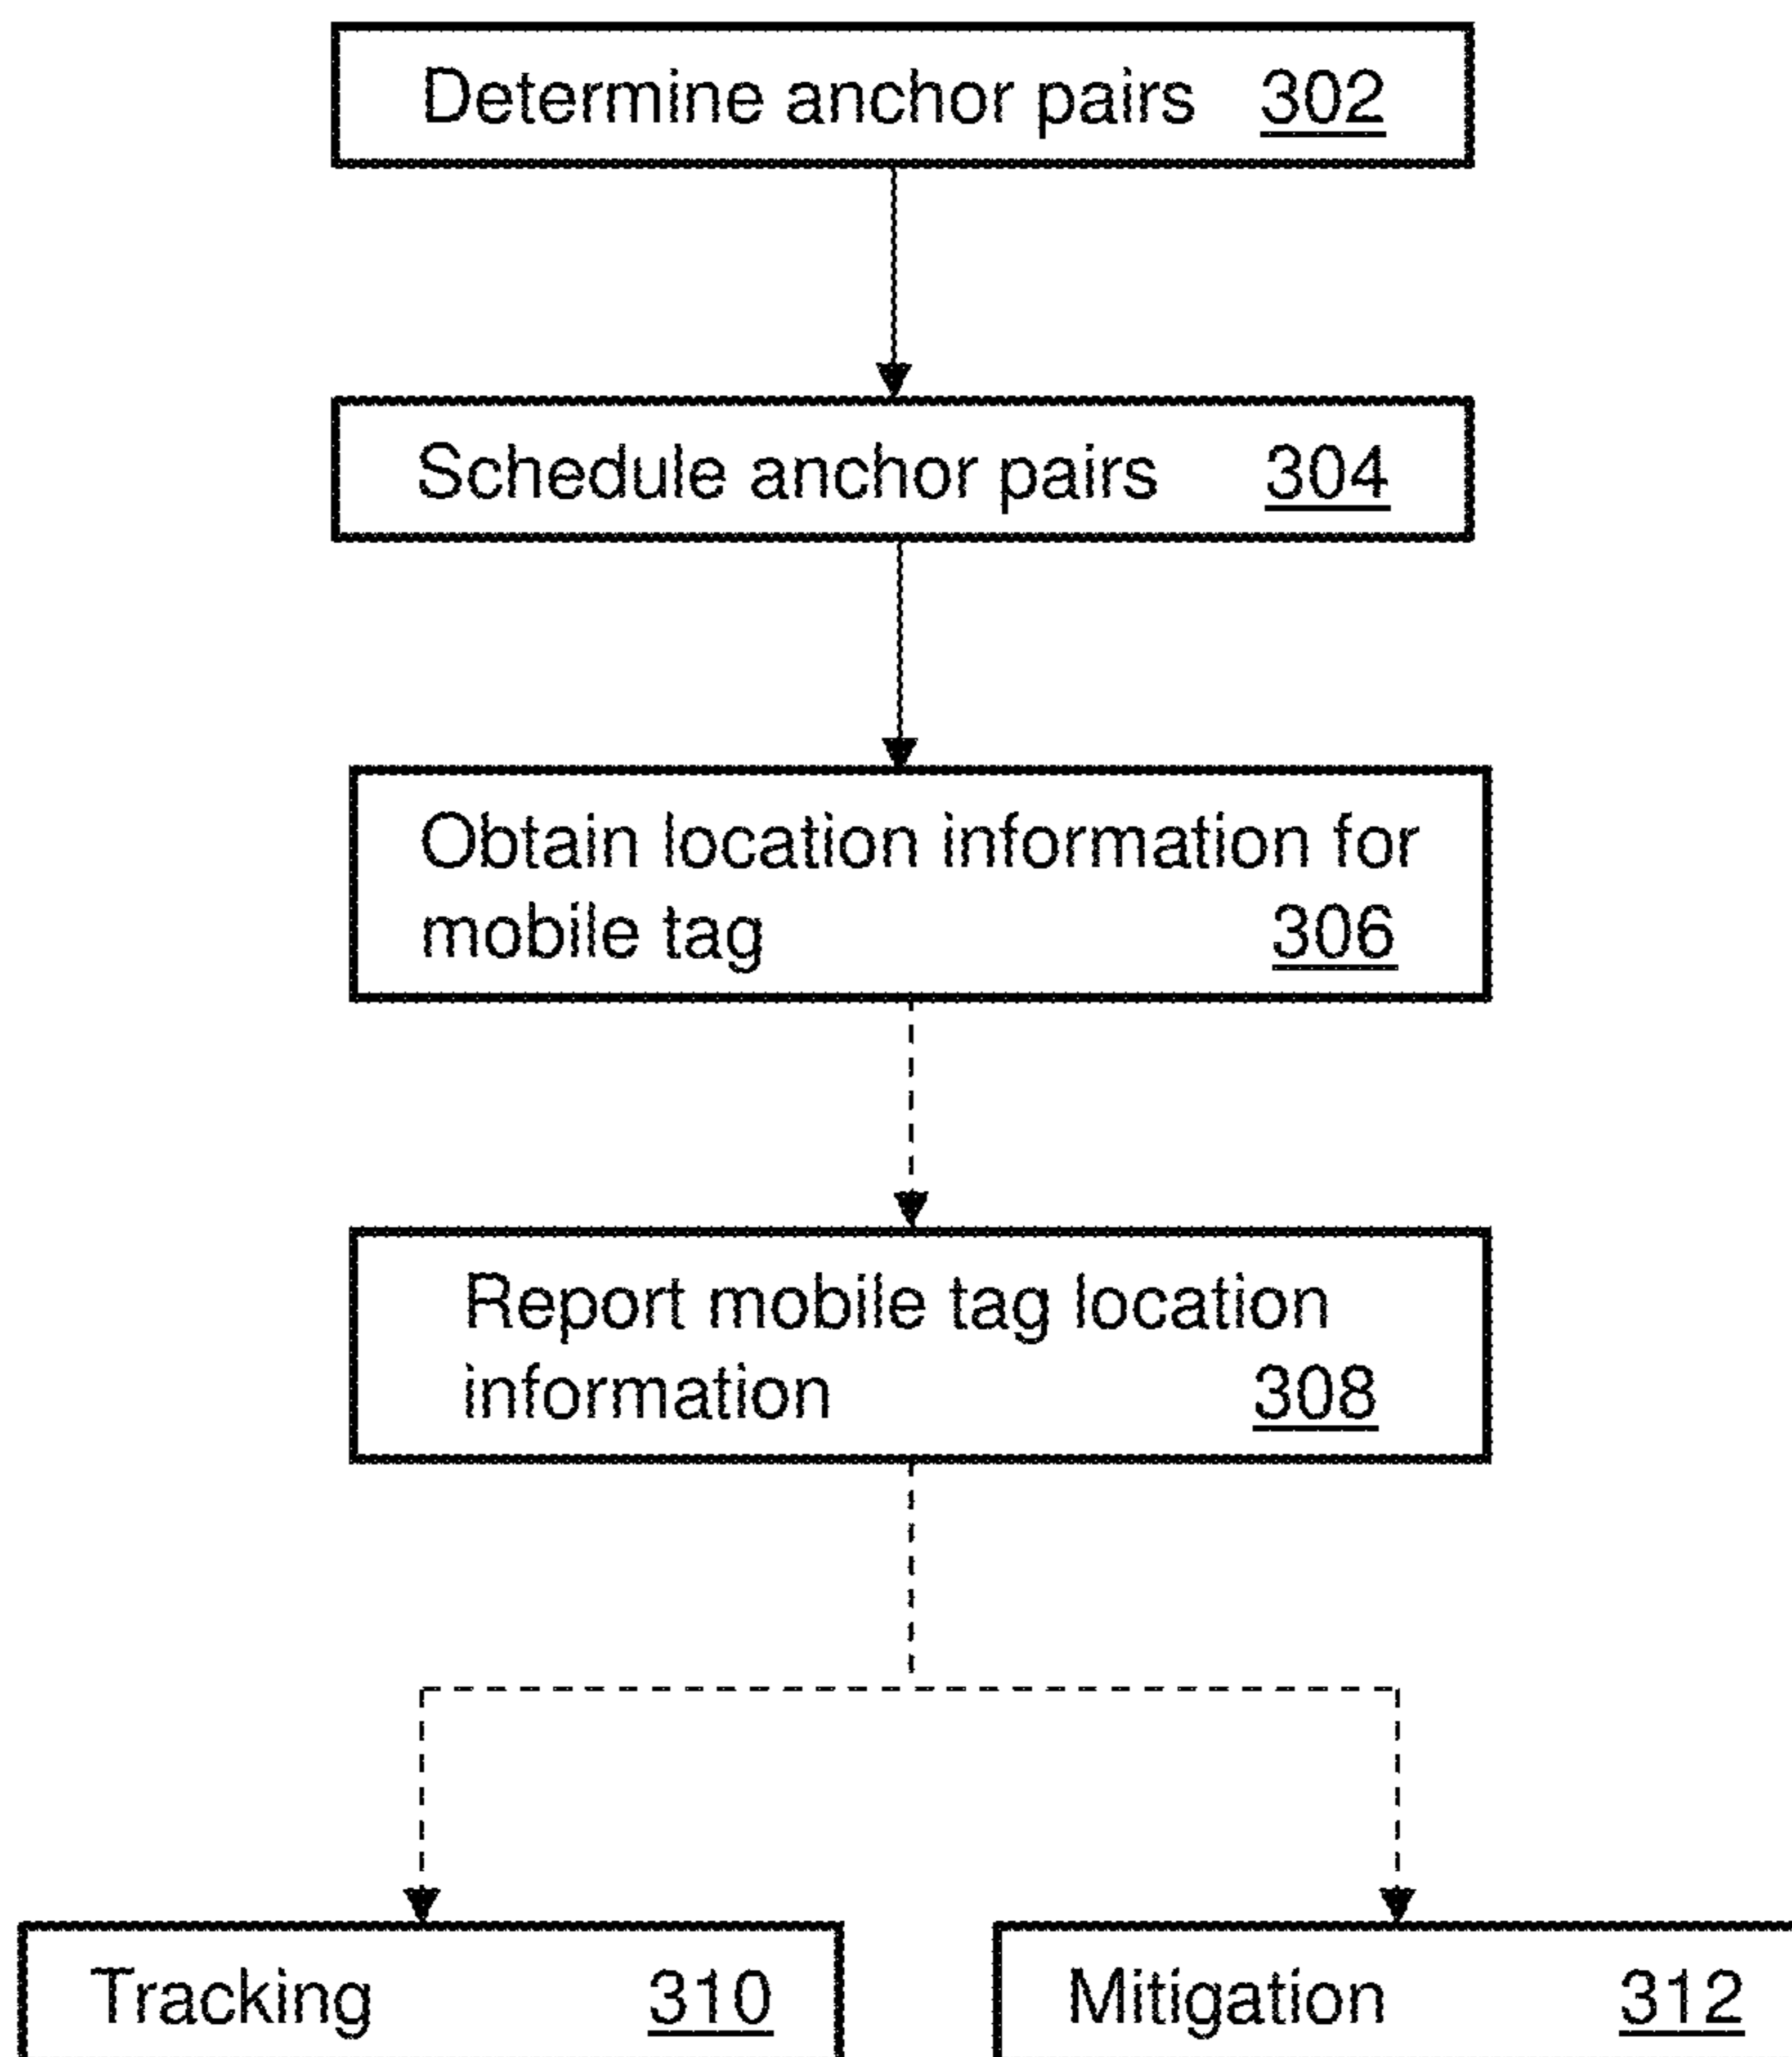 Determine anchor pairs 302
Schedule anchor pairs 304
Obtain location information for
mobile tag 306
Report mobile tag location
information 308
Tracking 310
Mitigation 312